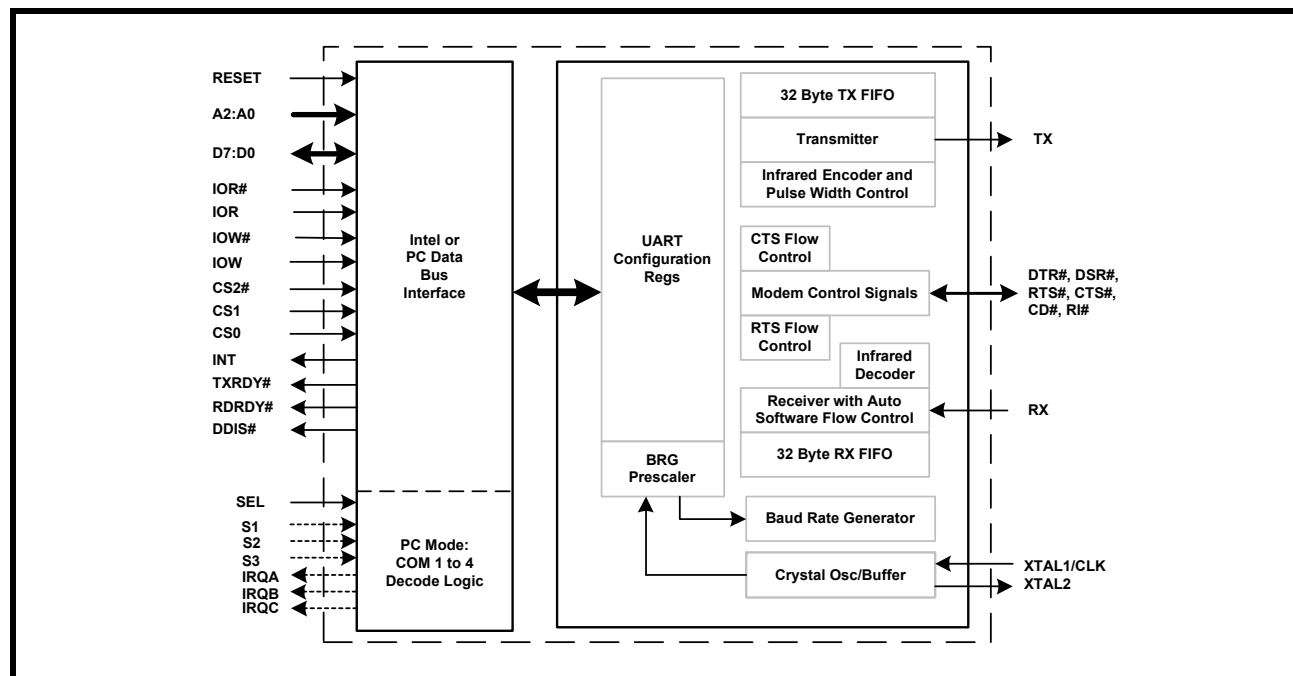 RESET
A2:A0
D7:D0
IOR#
IOR
IOW#
IOW
CS2#
CS1
CS0
INT
TXRDY#
RDRDY#
DDIS#
SEL
S1
S2
S3
IRQA
IRQB
IRQC
Intel or
PC Data
Bus
Interface
PC Mode:
COM 1 to 4
Decode Logic
UART
Configuration
Regs
BRG
Prescaler
32 Byte TX FIFO
Transmitter
Infrared Encoder and
Pulse Width Control
CTS Flow
Control
Modem Control Signals
RTS Flow
Control
Infrared
Decoder
Receiver with Auto
Software Flow Control
32 Byte RX FIFO
Baud Rate Generator
Crystal Osc/Buffer
TX
DTR#, DSR#,
RTS#, CTS#,
CD#, RI#
RX
XTAL1/CLK
XTAL2